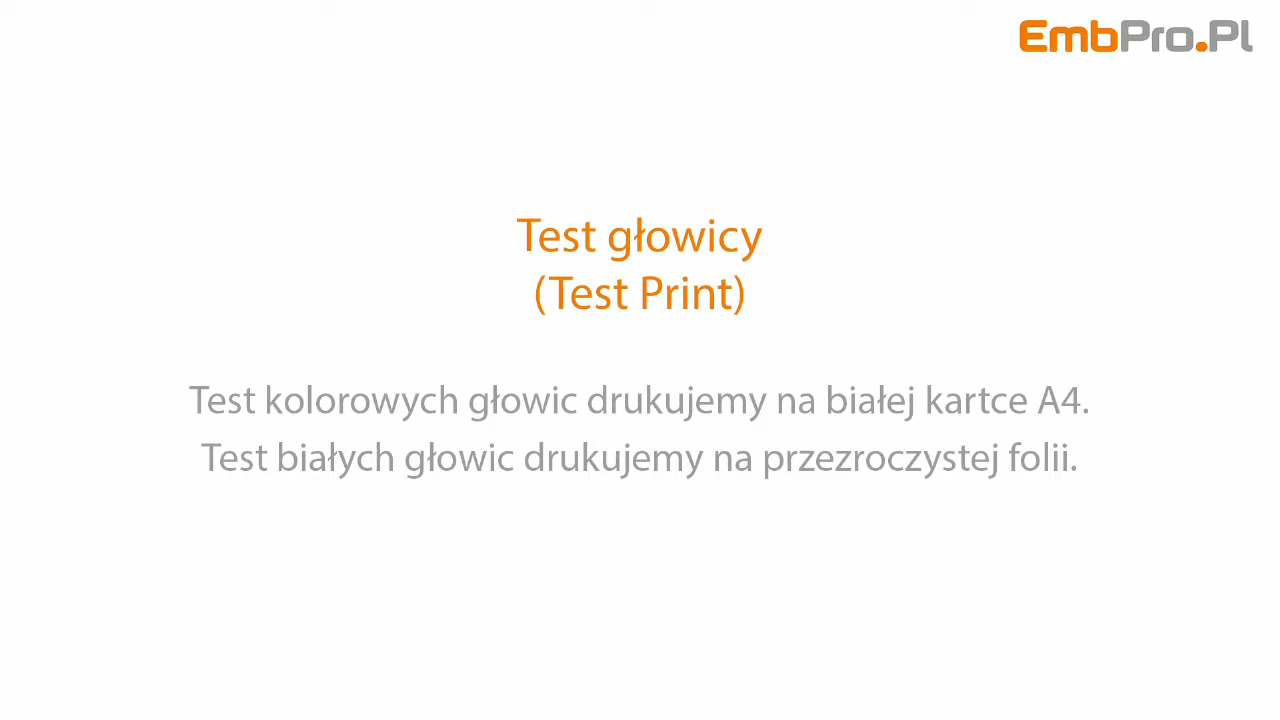 EmbPro.Pl
Test głowicy
(Test Print)
Test kolorowych głowic drukujemy na białej kartce A4.
Test białych głowic drukujemy na przezroczystej folii.